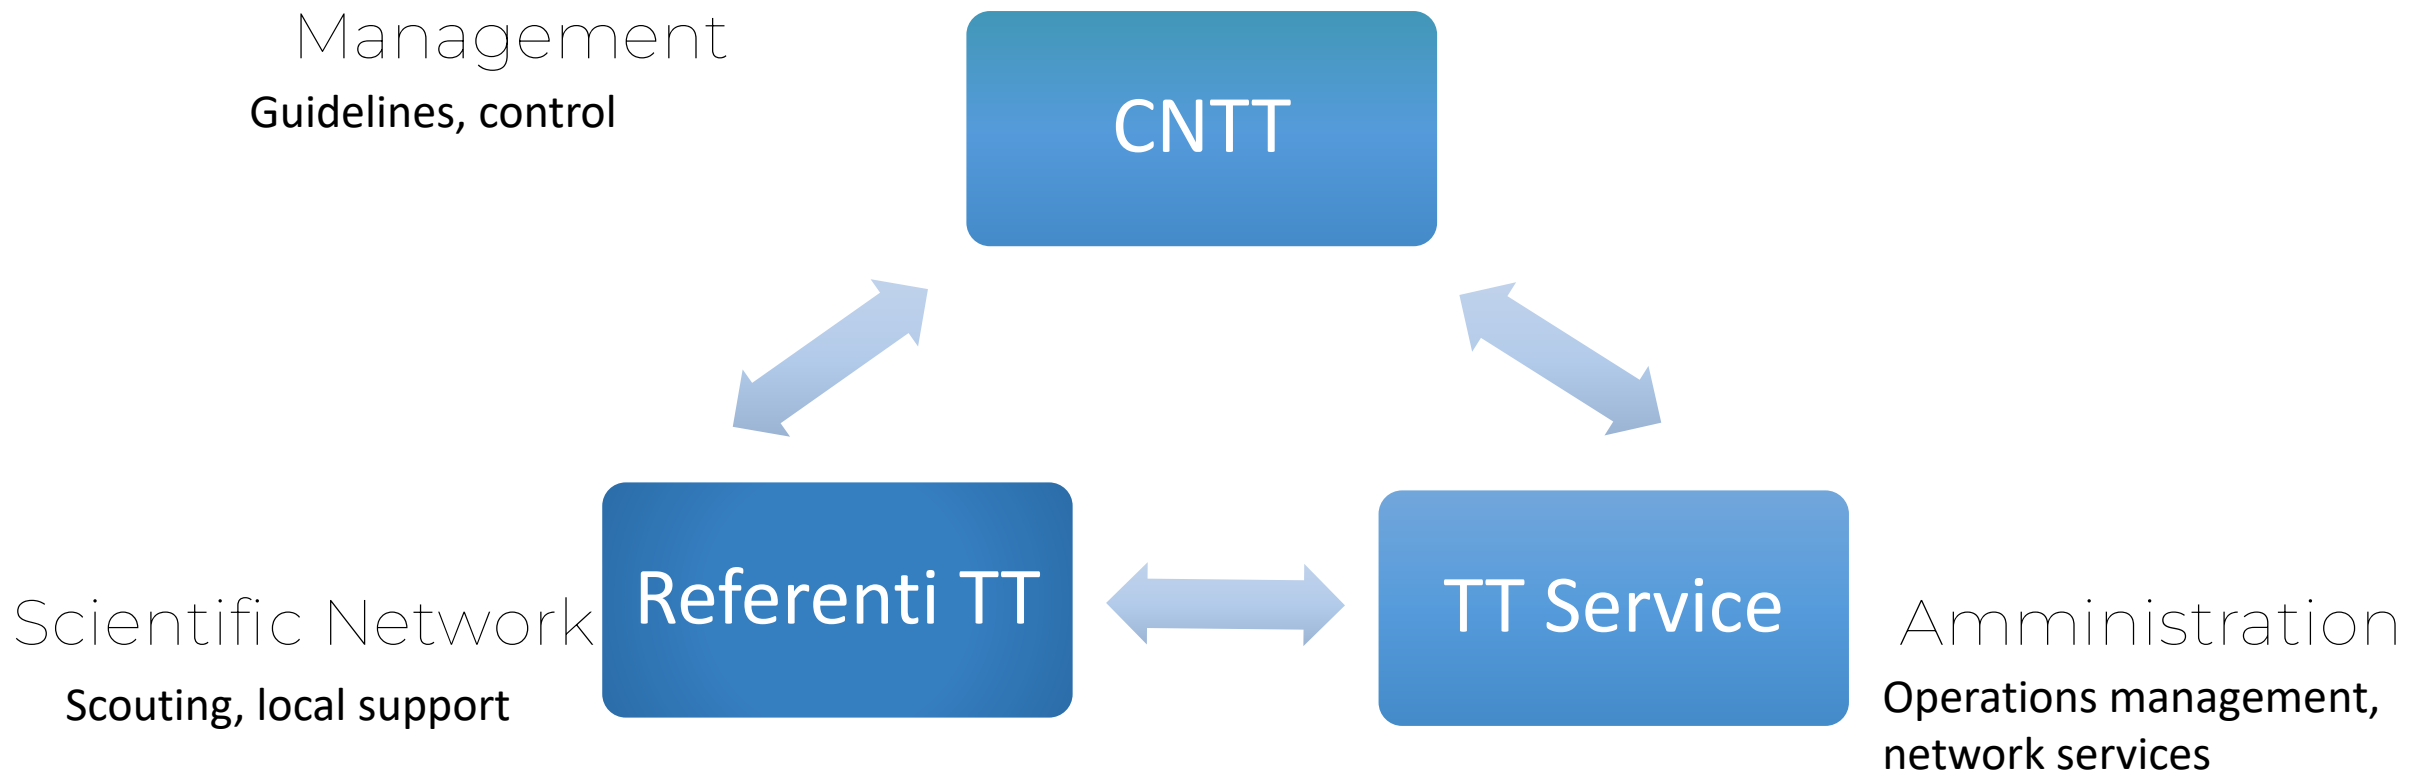 Management
Guidelines, control
CNTT
Scientific Network
Scouting, local support
Referenti TT
TT Service
Amministration
Operations management,
network services